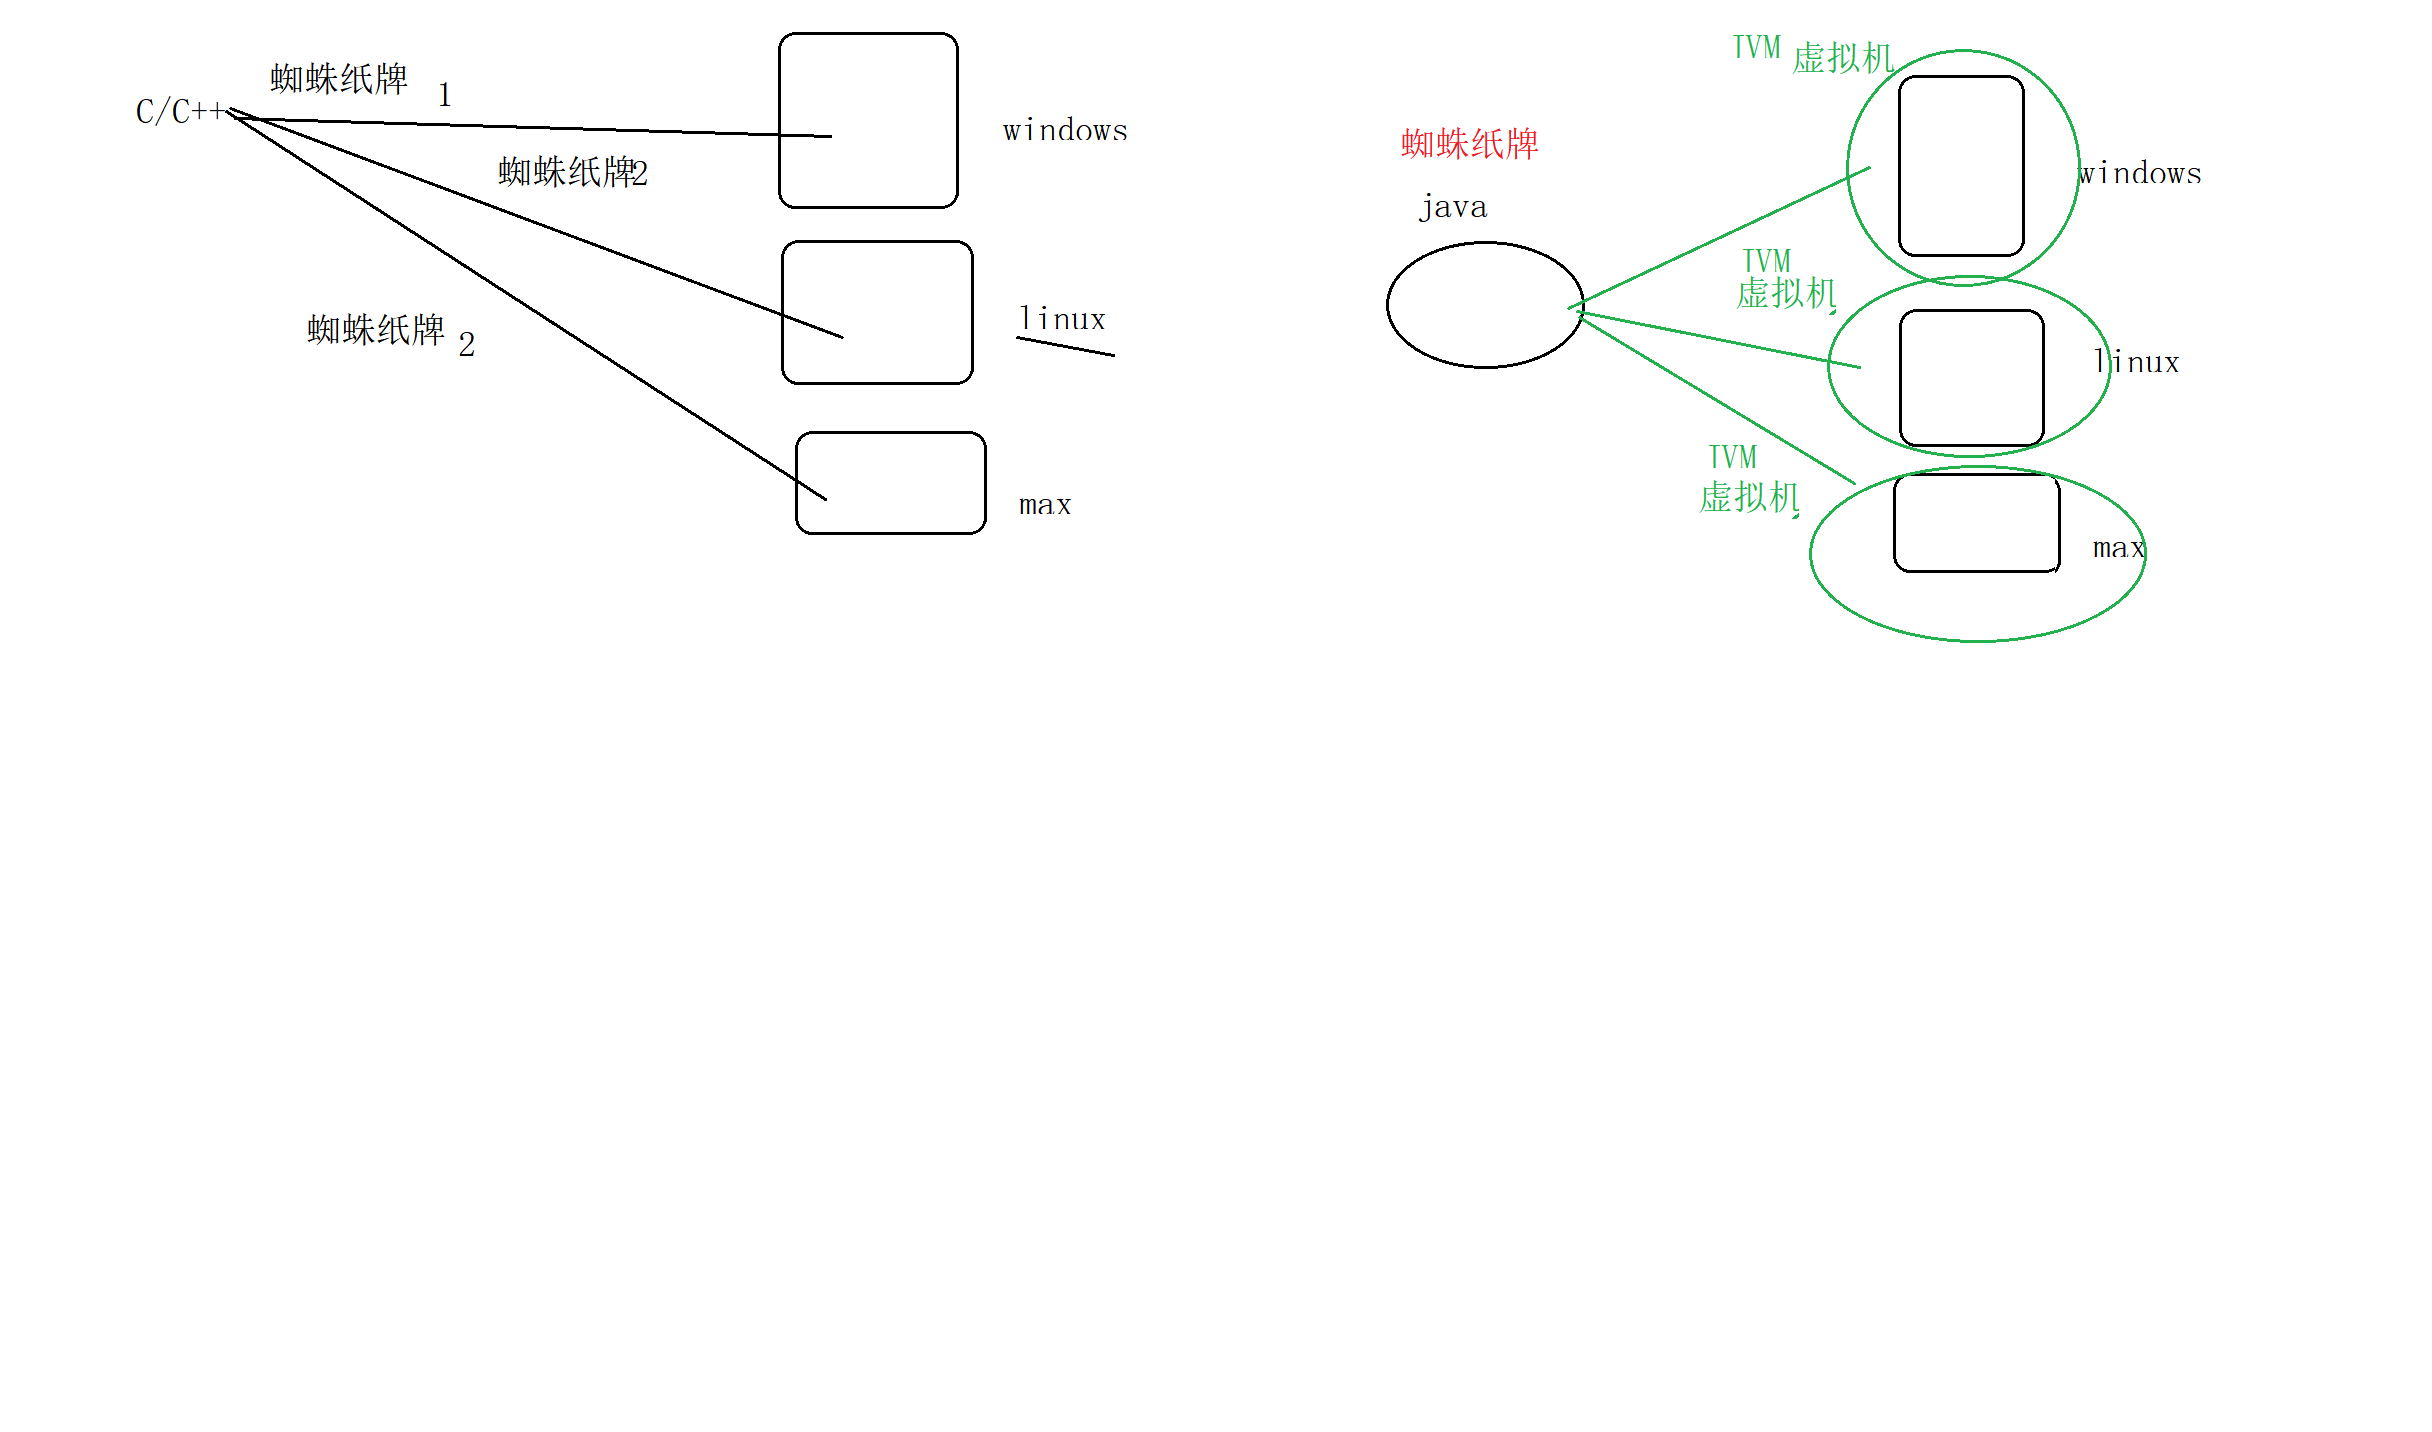 C/C++
蜘蛛纸牌 1
windows
蜘蛛纸牌2
linux
蜘蛛纸牌 2
max
TVM 虚拟机
蜘蛛纸牌
java
windows
TVM
虚拟机
linux
TVM
虚拟机
max